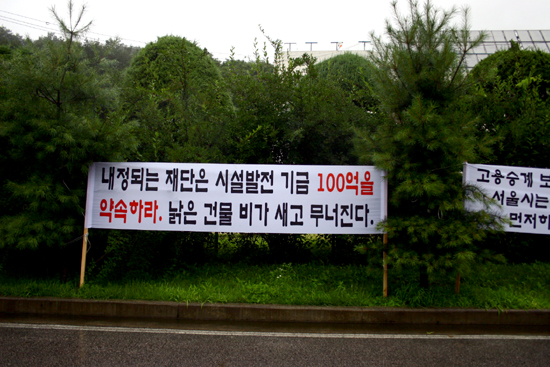 내정되는 재단은 시설발전 기금 100억을
약속하라. 낡은 건물 비가 새고 무너진다.
고용승계 보
서울시는
먼저하